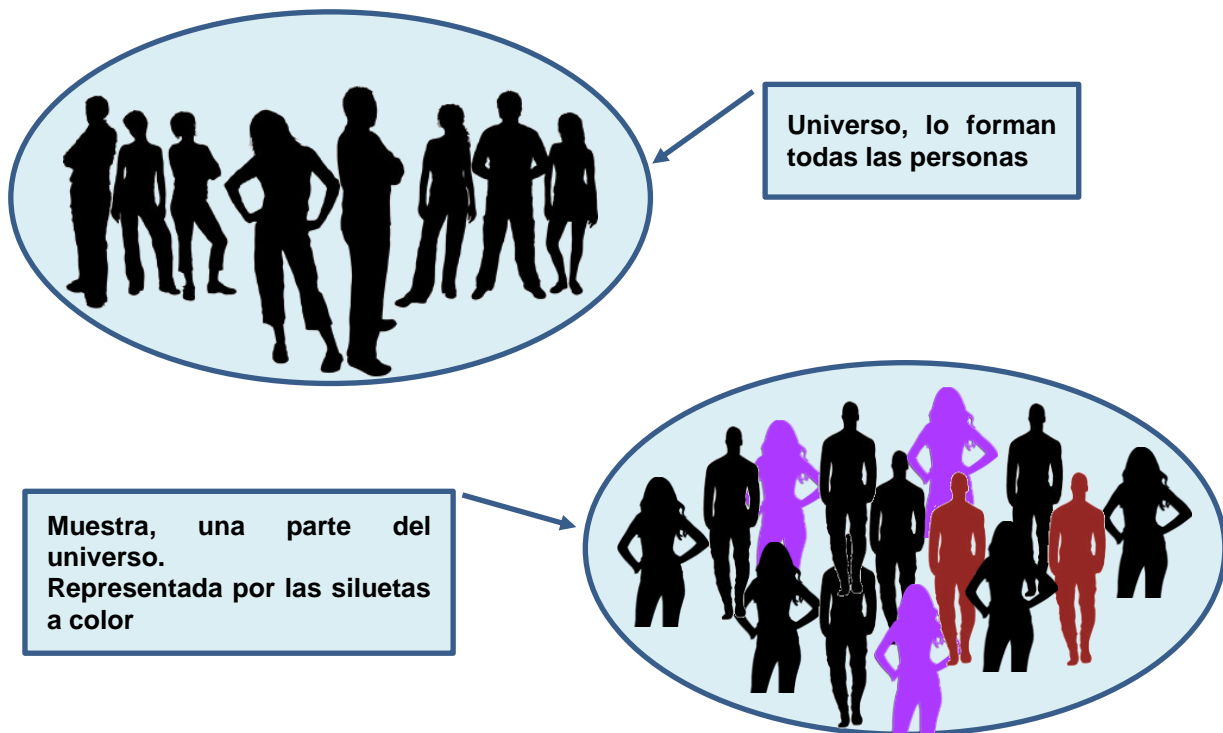 Universo, lo forman
todas las personas
Muestra, una parte del
universo.
Representada por las siluetas
a color